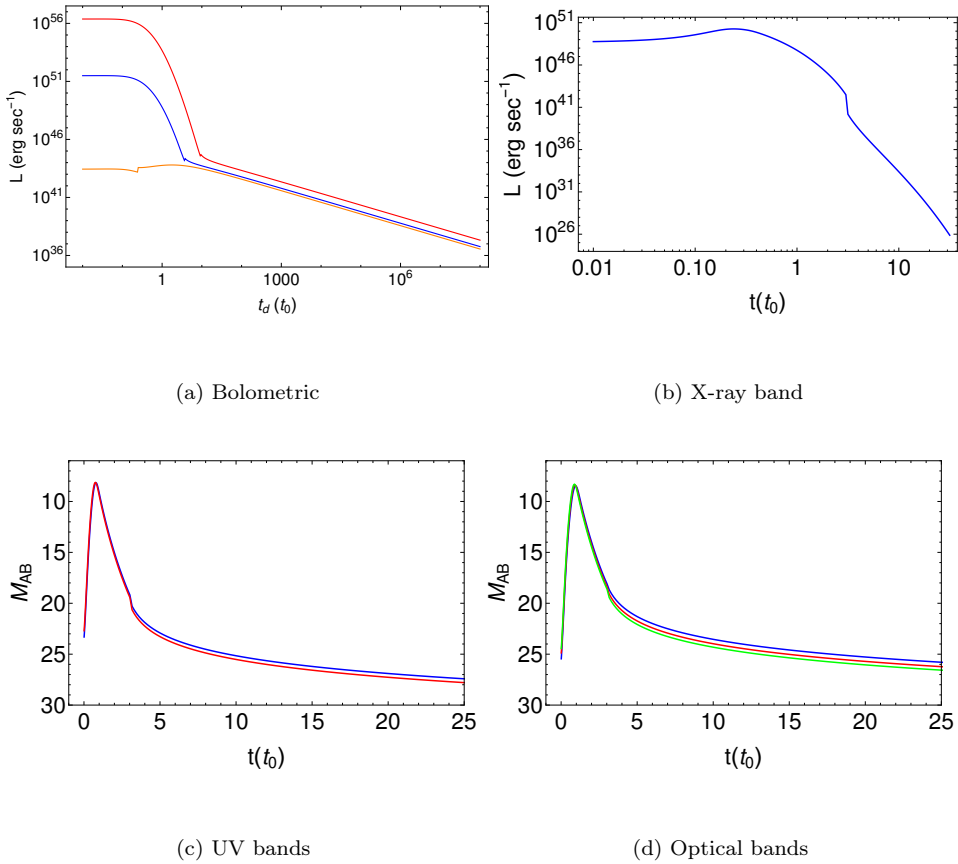 10^56
10^51
10^46
10^41
10^36
L (erg sec^-1)
1 1000 10^6
t_d (t_0)
10^51
10^46
10^41
10^36
10^31
10^26
L (erg sec^-1)
0.01 0.10 1 10
t(t_0)
(a) Bolometric
(b) X-ray band
10
15
20
25
30
M_AB
0 5 10 15 20 25
t(t_0)
10
15
20
25
30
M_AB
0 5 10 15 20 25
t(t_0)
(c) UV bands
(d) Optical bands